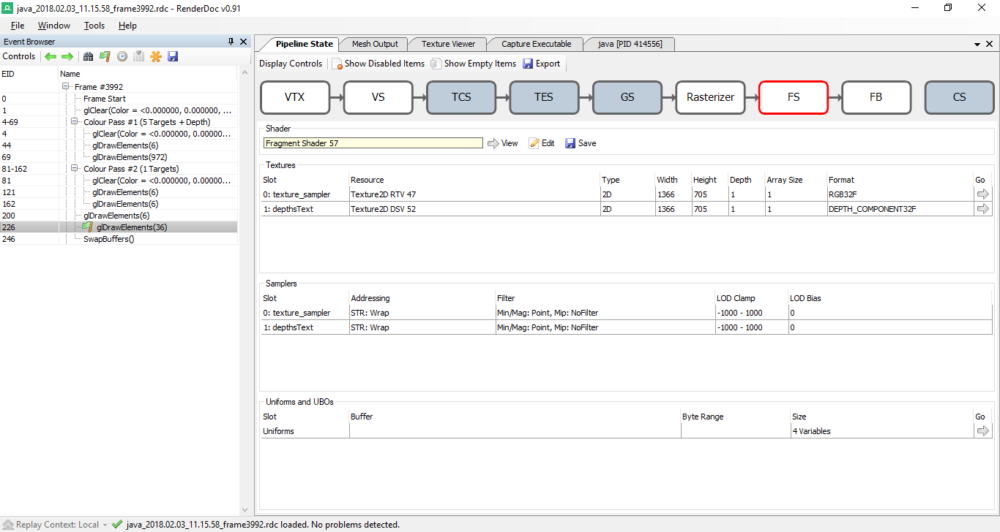 java_2018.02.03_11.15.58_frame3992.rdc - RenderDoc v0.91
File Window Tools Help
Event Browser
Controls
EID Name
Frame #3992
0 Frame Start
1 glClear(Color = <0.000000, 0.000000, ...
4-69 Colour Pass #1 (5 Targets + Depth)
4 glClear(Color = <0.000000, 0.00000...
44 glDrawElements(6)
69 glDrawElements(972)
81-162 Colour Pass #2 (1 Targets)
81 glClear(Color = <0.000000, 0.00000...
121 glDrawElements(6)
162 glDrawElements(6)
200 glDrawElements(6)
226 glDrawElements(36)
246 SwapBuffers()
Pipeline State Mesh Output Texture Viewer Capture Executable java [PID 414556]
Display Controls Show Disabled Items Show Empty Items Export
VTX VS TCS TES GS Rasterizer FS FB CS
Shader
Fragment Shader 57 View Edit Save
Textures
Slot Resource Type Width Height Depth Array Size Format Go
0: texture_sampler Texture2D RTV 47 2D 1366 705 1 1 RGB32F
1: depthsText Texture2D DSV 52 2D 1366 705 1 1 DEPTH_COMPONENT32F
Samplers
Slot Addressing Filter LOD Clamp LOD Bias
0: texture_sampler STR: Wrap Min/Mag: Point, Mip: NoFilter -1000 - 1000 0
1: depthsText STR: Wrap Min/Mag: Point, Mip: NoFilter -1000 - 1000 0
Uniforms and UBOs
Slot Buffer Byte Range Size Go
Uniforms 4 Variables
Replay Context: Local java_2018.02.03_11.15.58_frame3992.rdc loaded. No problems detected.